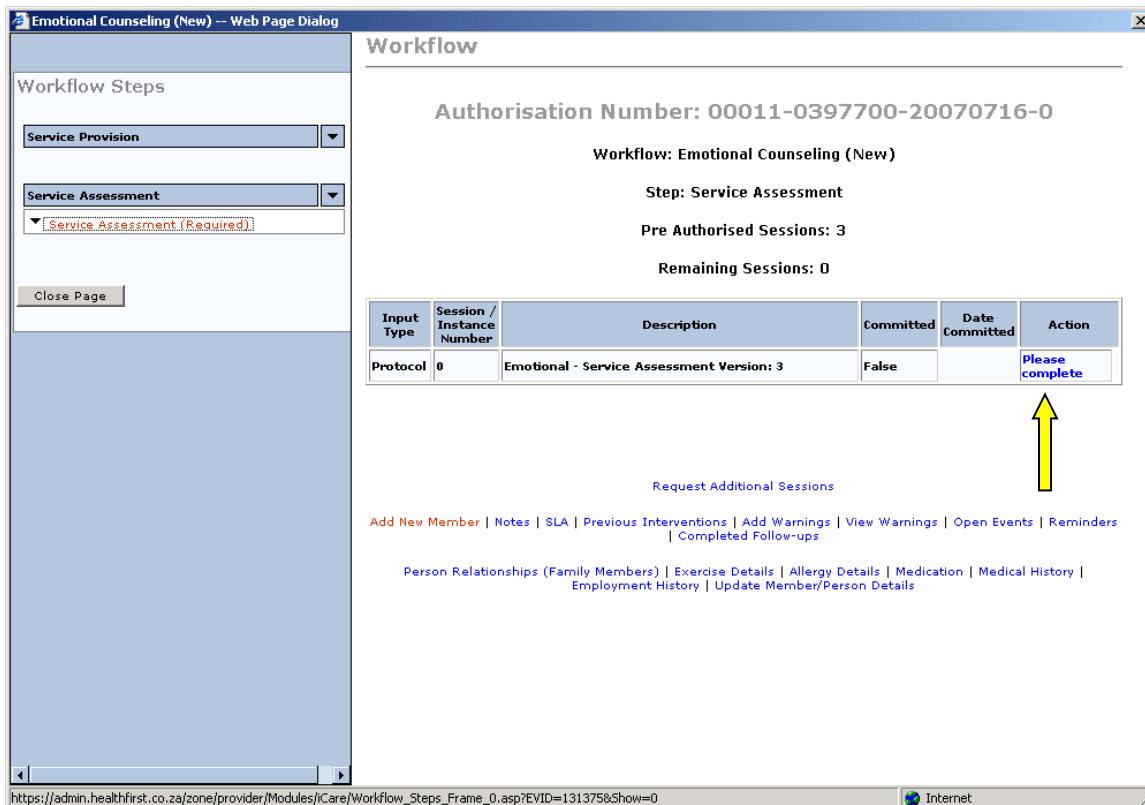 Emotional Counseling (New) -- Web Page Dialog
Workflow Steps
Service Provision
Service Assessment
Service Assessment (Required)
Close Page
Workflow
Authorisation Number: 00011-0397700-20070716-0
Workflow: Emotional Counseling (New)
Step: Service Assessment
Pre Authorised Sessions: 3
Remaining Sessions: 0
Input Type | Session / Instance Number | Description | Committed | Date Committed | Action
Protocol | 0 | Emotional - Service Assessment Version: 3 | False | | Please complete
Request Additional Sessions
Add New Member | Notes | SLA | Previous Interventions | Add Warnings | View Warnings | Open Events | Reminders
| Completed Follow-ups
Person Relationships (Family Members) | Exercise Details | Allergy Details | Medication | Medical History |
Employment History | Update Member/Person Details
https://admin.healthfirst.co.za/zone/provider/Modules/iCare/Workflow_Steps_Frame_0.asp?EVID=131375&Show=0
Internet